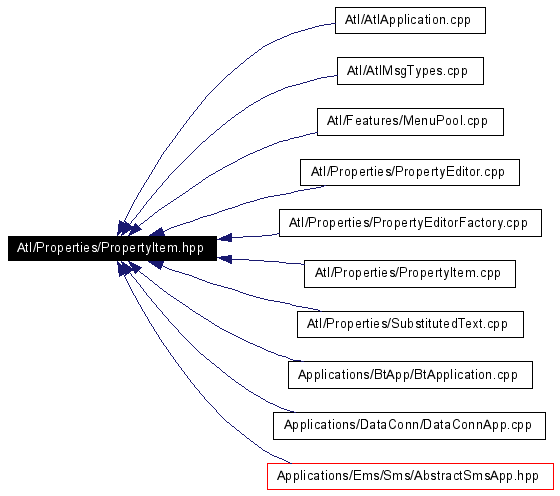 Atl/AtlApplication.cpp
Atl/AtlMsgTypes.cpp
Atl/Features/MenuPool.cpp
Atl/Properties/PropertyEditor.cpp
Atl/Properties/PropertyEditorFactory.cpp
Atl/Properties/PropertyItem.hpp
Atl/Properties/PropertyItem.cpp
Atl/Properties/SubstitutedText.cpp
Applications/BtApp/BtApplication.cpp
Applications/DataConn/DataConnApp.cpp
Applications/Ems/Sms/AbstractSmsApp.hpp